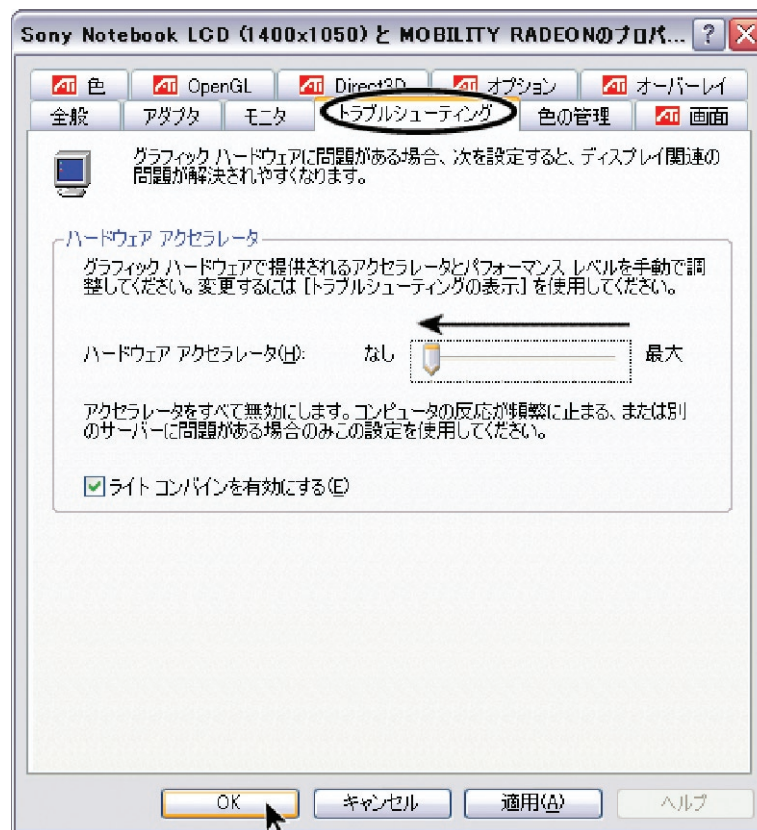 Sony Notebook LCD (1400x1050) と MOBILITY RADEONのプロパ... ? X
ATI 色 ATI OpenGL ATI Direct3D ATI オプション ATI オーバーレイ
全般 アダプタ モニタ トラブルシューティング 色の管理 ATI 画面
グラフィック ハードウェアに問題がある場合、次を設定すると、ディスプレイ関連の
問題が解決されやすくなります。
ハードウェア アクセラレータ
グラフィック ハードウェアで提供されるアクセラレータとパフォーマンス レベルを手動で調
整してください。変更するには [トラブルシューティングの表示] を使用してください。
ハードウェア アクセラレータ(H): なし 最大
アクセラレータをすべて無効にします。コンピュータの反応が頻繁に止まる、または別
のサーバーに問題がある場合のみこの設定を使用してください。
ライト コンバインを有効にする(E)
OK キャンセル 適用(A) ヘルプ